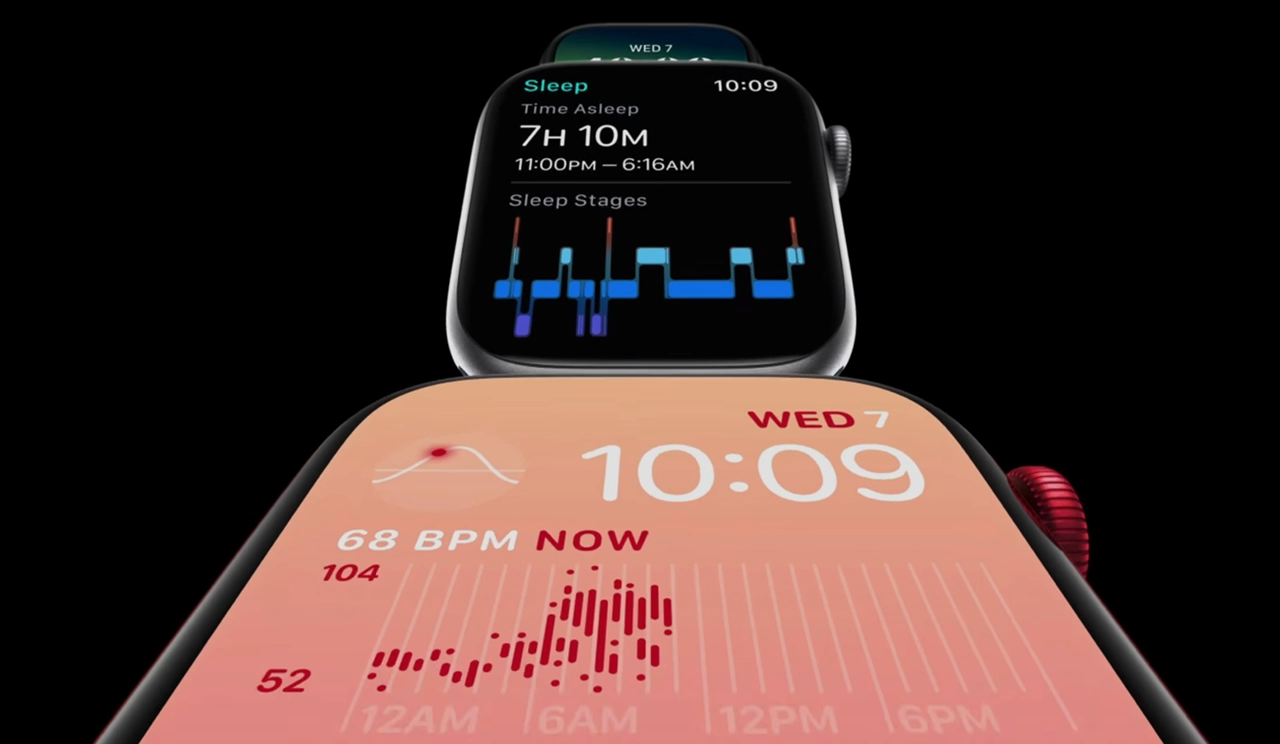 WED 7
Sleep 10:09
Time Asleep
7H 10M
11:00PM – 6:16AM
Sleep Stages
WED 7
10:09
68 BPM NOW
104
52
12AM 6AM 12PM 6PM